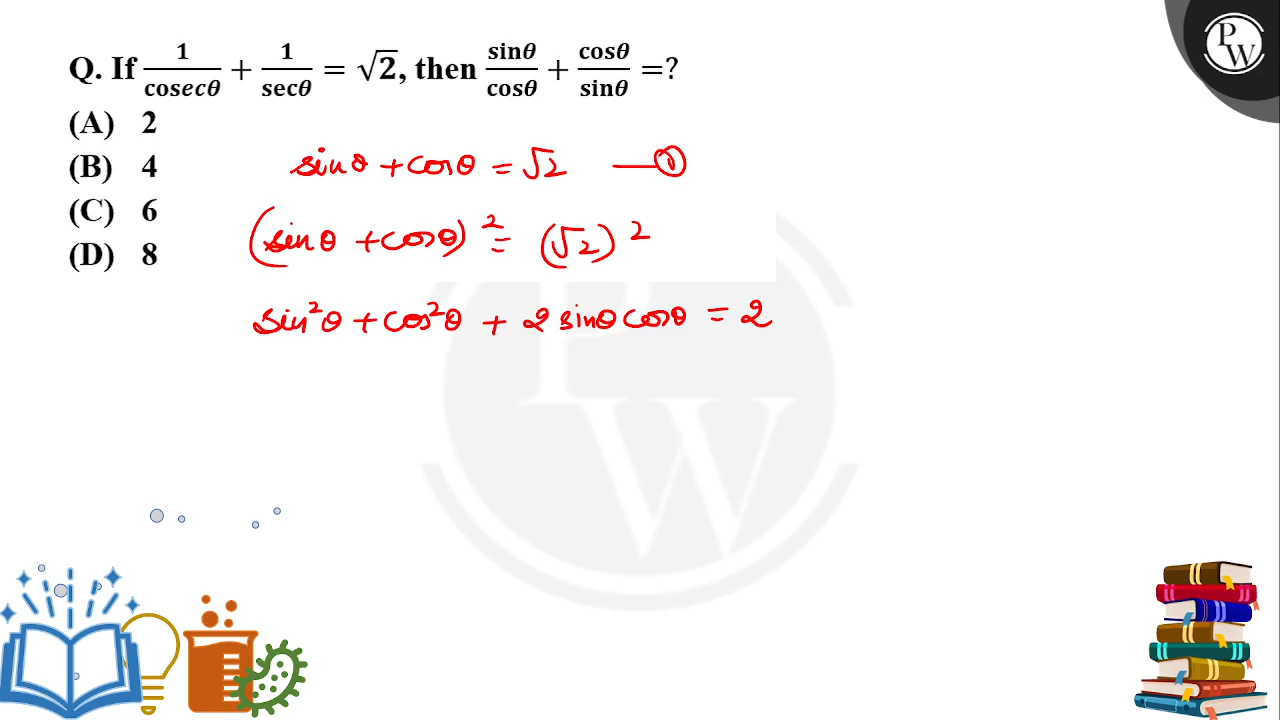 Q. If 1/cosecθ + 1/secθ = √2, then sinθ/cosθ + cosθ/sinθ =?
(A) 2
(B) 4
(C) 6
(D) 8
sinθ + cosθ = √2 —①
(sinθ + cosθ)² = (√2)²
sin²θ + cos²θ + 2 sinθ cosθ = 2
PW
PW